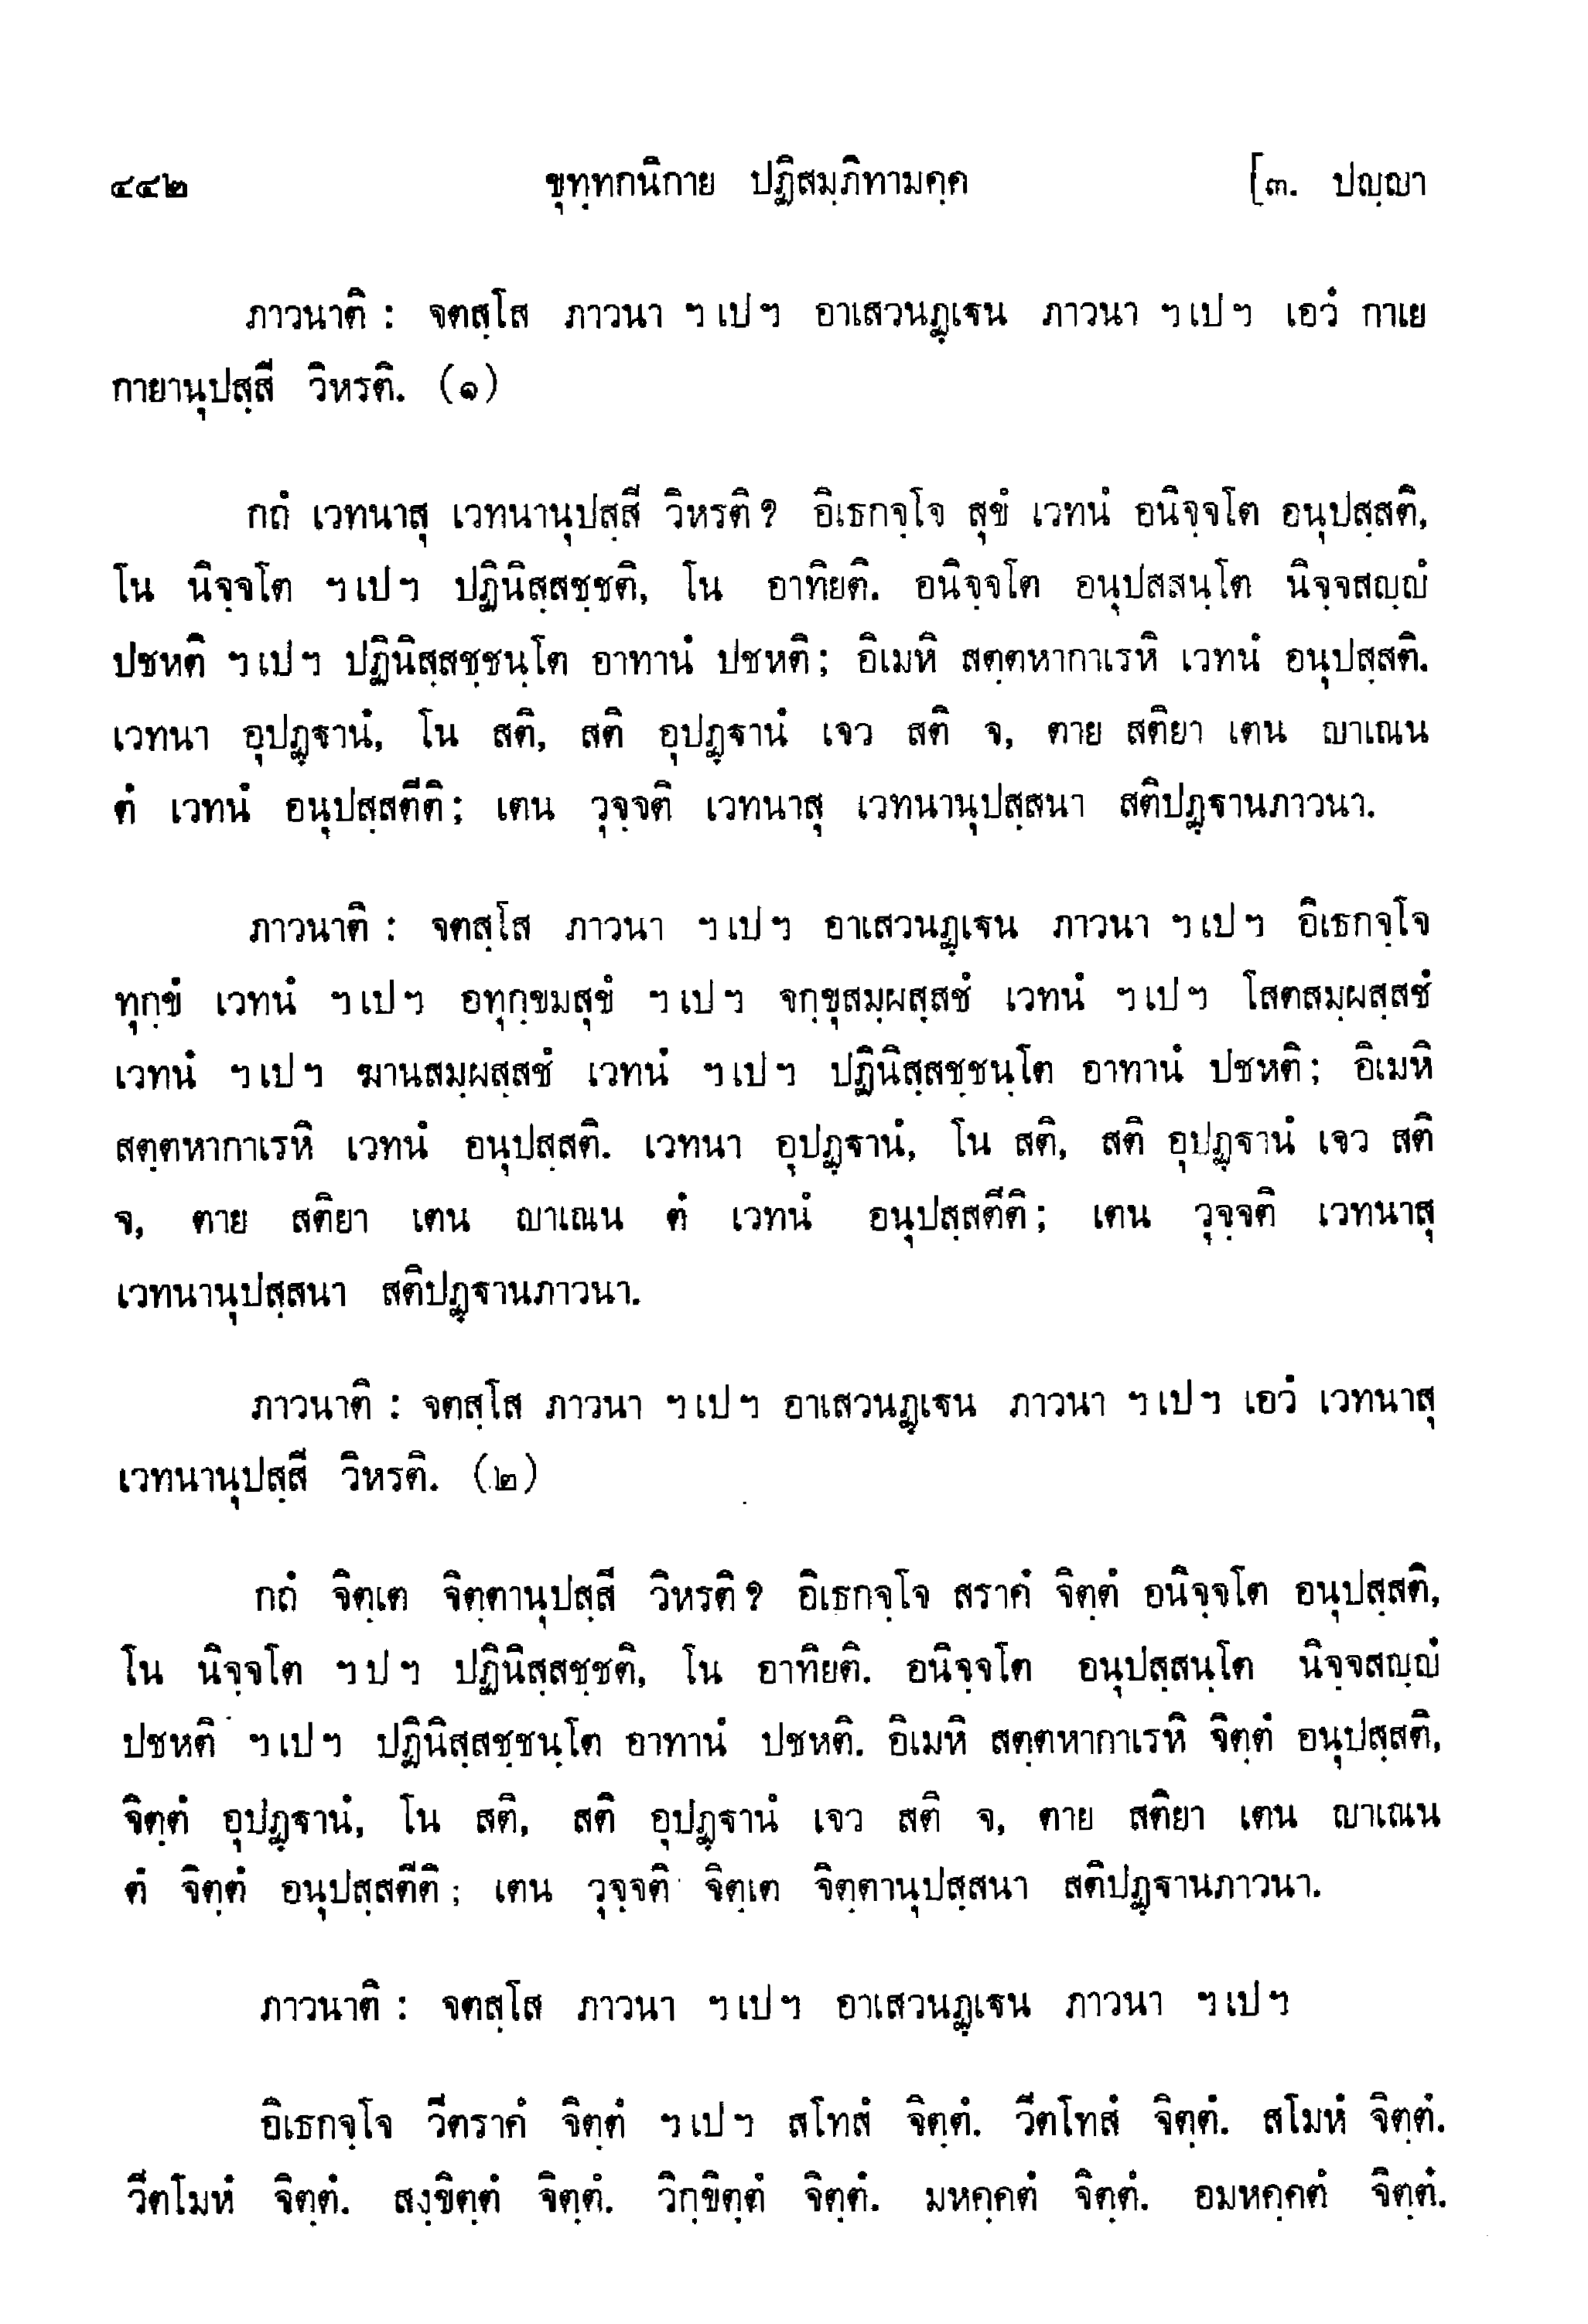 ๔๔๒ ขุทฺทกนิกาย ปฏิสมฺภิทามคฺค [๓. ปญฺญา
ภาวนาติ : จตสฺโส ภาวนา ฯ เป ฯ อาเสวนฏฺเฐน ภาวนา ฯ เป ฯ เอวํ กาเย
กายานุปสฺสี วิหรติ. (๑)
กถํ เวทนาสุ เวทนานุปสฺสี วิหรติ ? อิเธกจฺโจ สุขํ เวทนํ อนิจฺจโต อนุปสฺสติ,
โน นิจฺจโต ฯ เป ฯ ปฏินิสฺสชฺชติ, โน อาทิยติ. อนิจฺจโต อนุปสสนฺโต นิจฺจสญฺญํ
ปชหติ ฯ เป ฯ ปฏินิสฺสชฺชนฺโต อาทานํ ปชหติ ; อิเมหิ สตฺตหากาเรหิ เวทนํ อนุปสฺสติ.
เวทนา อุปฏฺฐานํ, โน สติ, สติ อุปฏฺฐานํ เจว สติ จ, ตาย สติยา เตน ญาเณน
ตํ เวทนํ อนุปสฺสตีติ ; เตน วุจฺจติ เวทนาสุ เวทนานุปสฺสนา สติปฏฺฐานภาวนา.
ภาวนาติ : จตสฺโส ภาวนา ฯ เป ฯ อาเสวนฏฺเฐน ภาวนา ฯ เป ฯ อิเธกจฺโจ
ทุกฺขํ เวทนํ ฯ เป ฯ อทุกฺขมสุขํ ฯ เป ฯ จกฺขุสมฺผสฺสชํ เวทนํ ฯ เป ฯ โสตสมฺผสฺสชํ
เวทนํ ฯ เป ฯ ฆานสมฺผสฺสชํ เวทนํ ฯ เป ฯ ปฏินิสฺสชฺชนฺโต อาทานํ ปชหติ ; อิเมหิ
สตฺตหากาเรหิ เวทนํ อนุปสฺสติ. เวทนา อุปฏฺฐานํ, โน สติ, สติ อุปฏฺฐานํ เจว สติ
จ, ตาย สติยา เตน ญาเณน ตํ เวทนํ อนุปสฺสตีติ ; เตน วุจฺจติ เวทนาสุ
เวทนานุปสฺสนา สติปฏฺฐานภาวนา.
ภาวนาติ : จตสฺโส ภาวนา ฯ เป ฯ อาเสวนฏฺเฐน ภาวนา ฯ เป ฯ เอวํ เวทนาสุ
เวทนานุปสฺสี วิหรติ. (๒)
กถํ จิตฺเต จิตฺตานุปสฺสี วิหรติ ? อิเธกจฺโจ สราคํ จิตฺตํ อนิจฺจโต อนุปสฺสติ,
โน นิจฺจโต ฯ ป ฯ ปฏินิสฺสชฺชติ, โน อาทิยติ. อนิจฺจโต อนุปสฺสนฺโต นิจฺจสญฺญํ
ปชหติ ฯ เป ฯ ปฏินิสฺสชฺชนฺโต อาทานํ ปชหติ. อิเมหิ สตฺตหากาเรหิ จิตฺตํ อนุปสฺสติ,
จิตฺตํ อุปฏฺฐานํ, โน สติ, สติ อุปฏฺฐานํ เจว สติ จ, ตาย สติยา เตน ญาเณน
ตํ จิตฺตํ อนุปสฺสตีติ ; เตน วุจฺจติ จิตฺเต จิตฺตานุปสฺสนา สติปฏฺฐานภาวนา.
ภาวนาติ : จตสฺโส ภาวนา ฯ เป ฯ อาเสวนฏฺเฐน ภาวนา ฯ เป ฯ
อิเธกจฺโจ วีตราคํ จิตฺตํ ฯ เป ฯ สโทสํ จิตฺตํ. วีตโทสํ จิตฺตํ. สโมหํ จิตฺตํ.
วีตโมหํ จิตฺตํ. สงฺขิตฺตํ จิตฺตํ. วิกฺขิตฺตํ จิตฺตํ. มหคฺคตํ จิตฺตํ. อมหคฺคตํ จิตฺตํ.